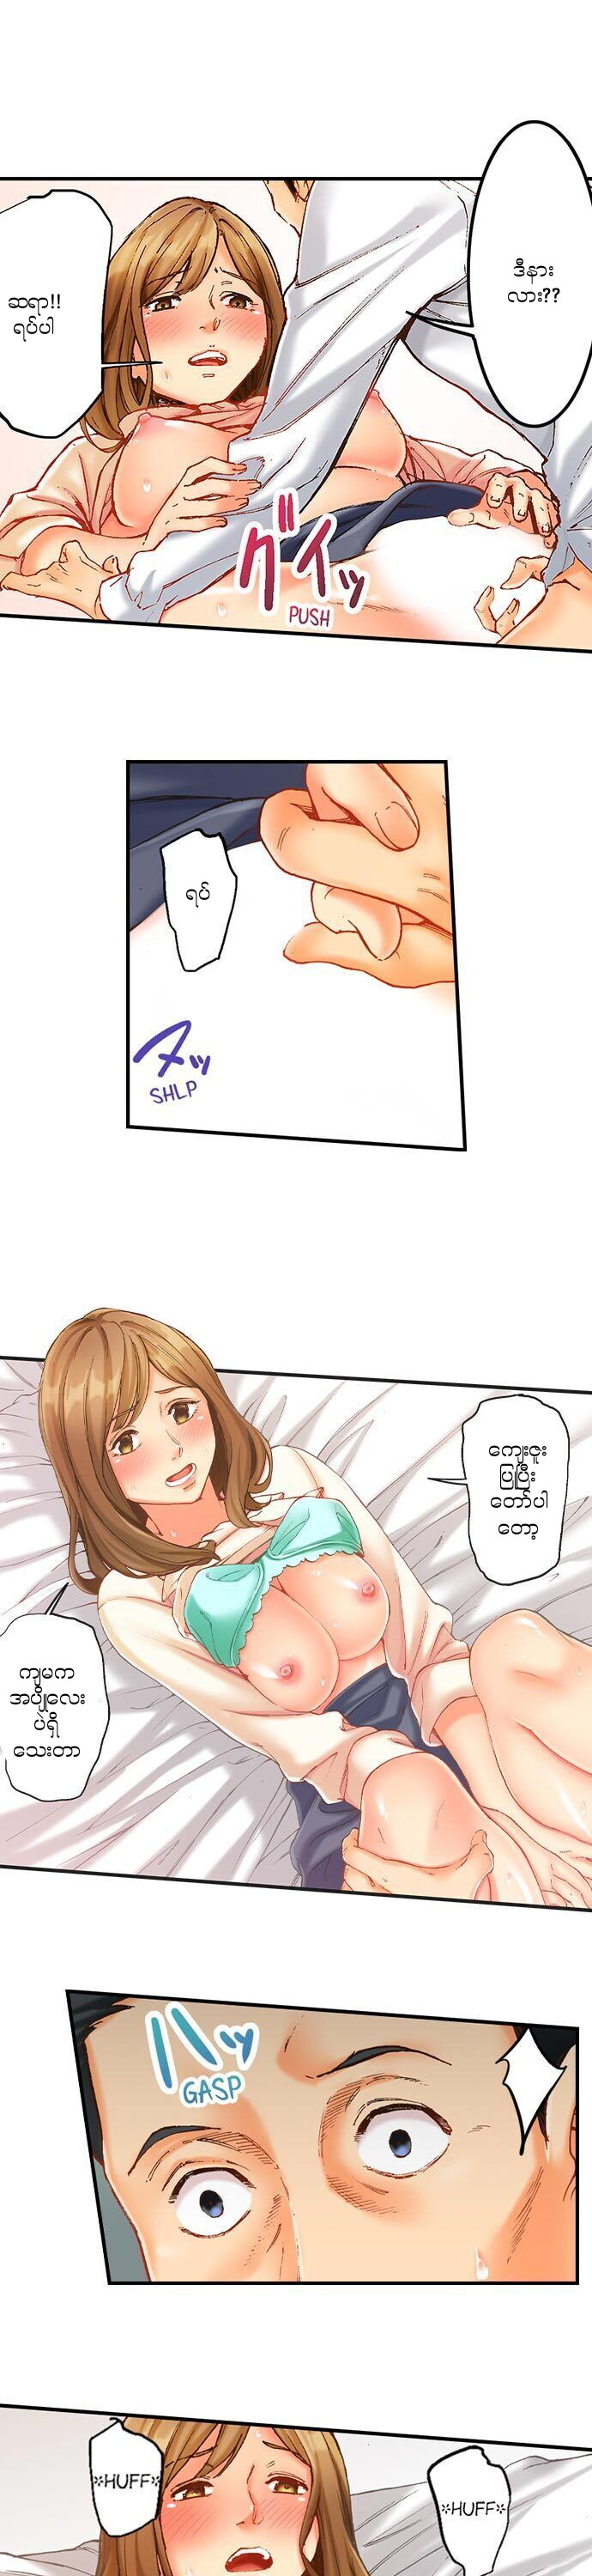 ဒီနား
လား??
ဆရာ!!
ရပ်ပါ
グイッ
PUSH
ရပ်
ヌッ
SHLP
ကျေးဇူး
ပြုပြီး
တော်ပါ
တော့
ကျမက
အပျိုလေး
ပဲရှိ
သေးတာ
ハッ
GASP
*HUFF*
*HUFF*